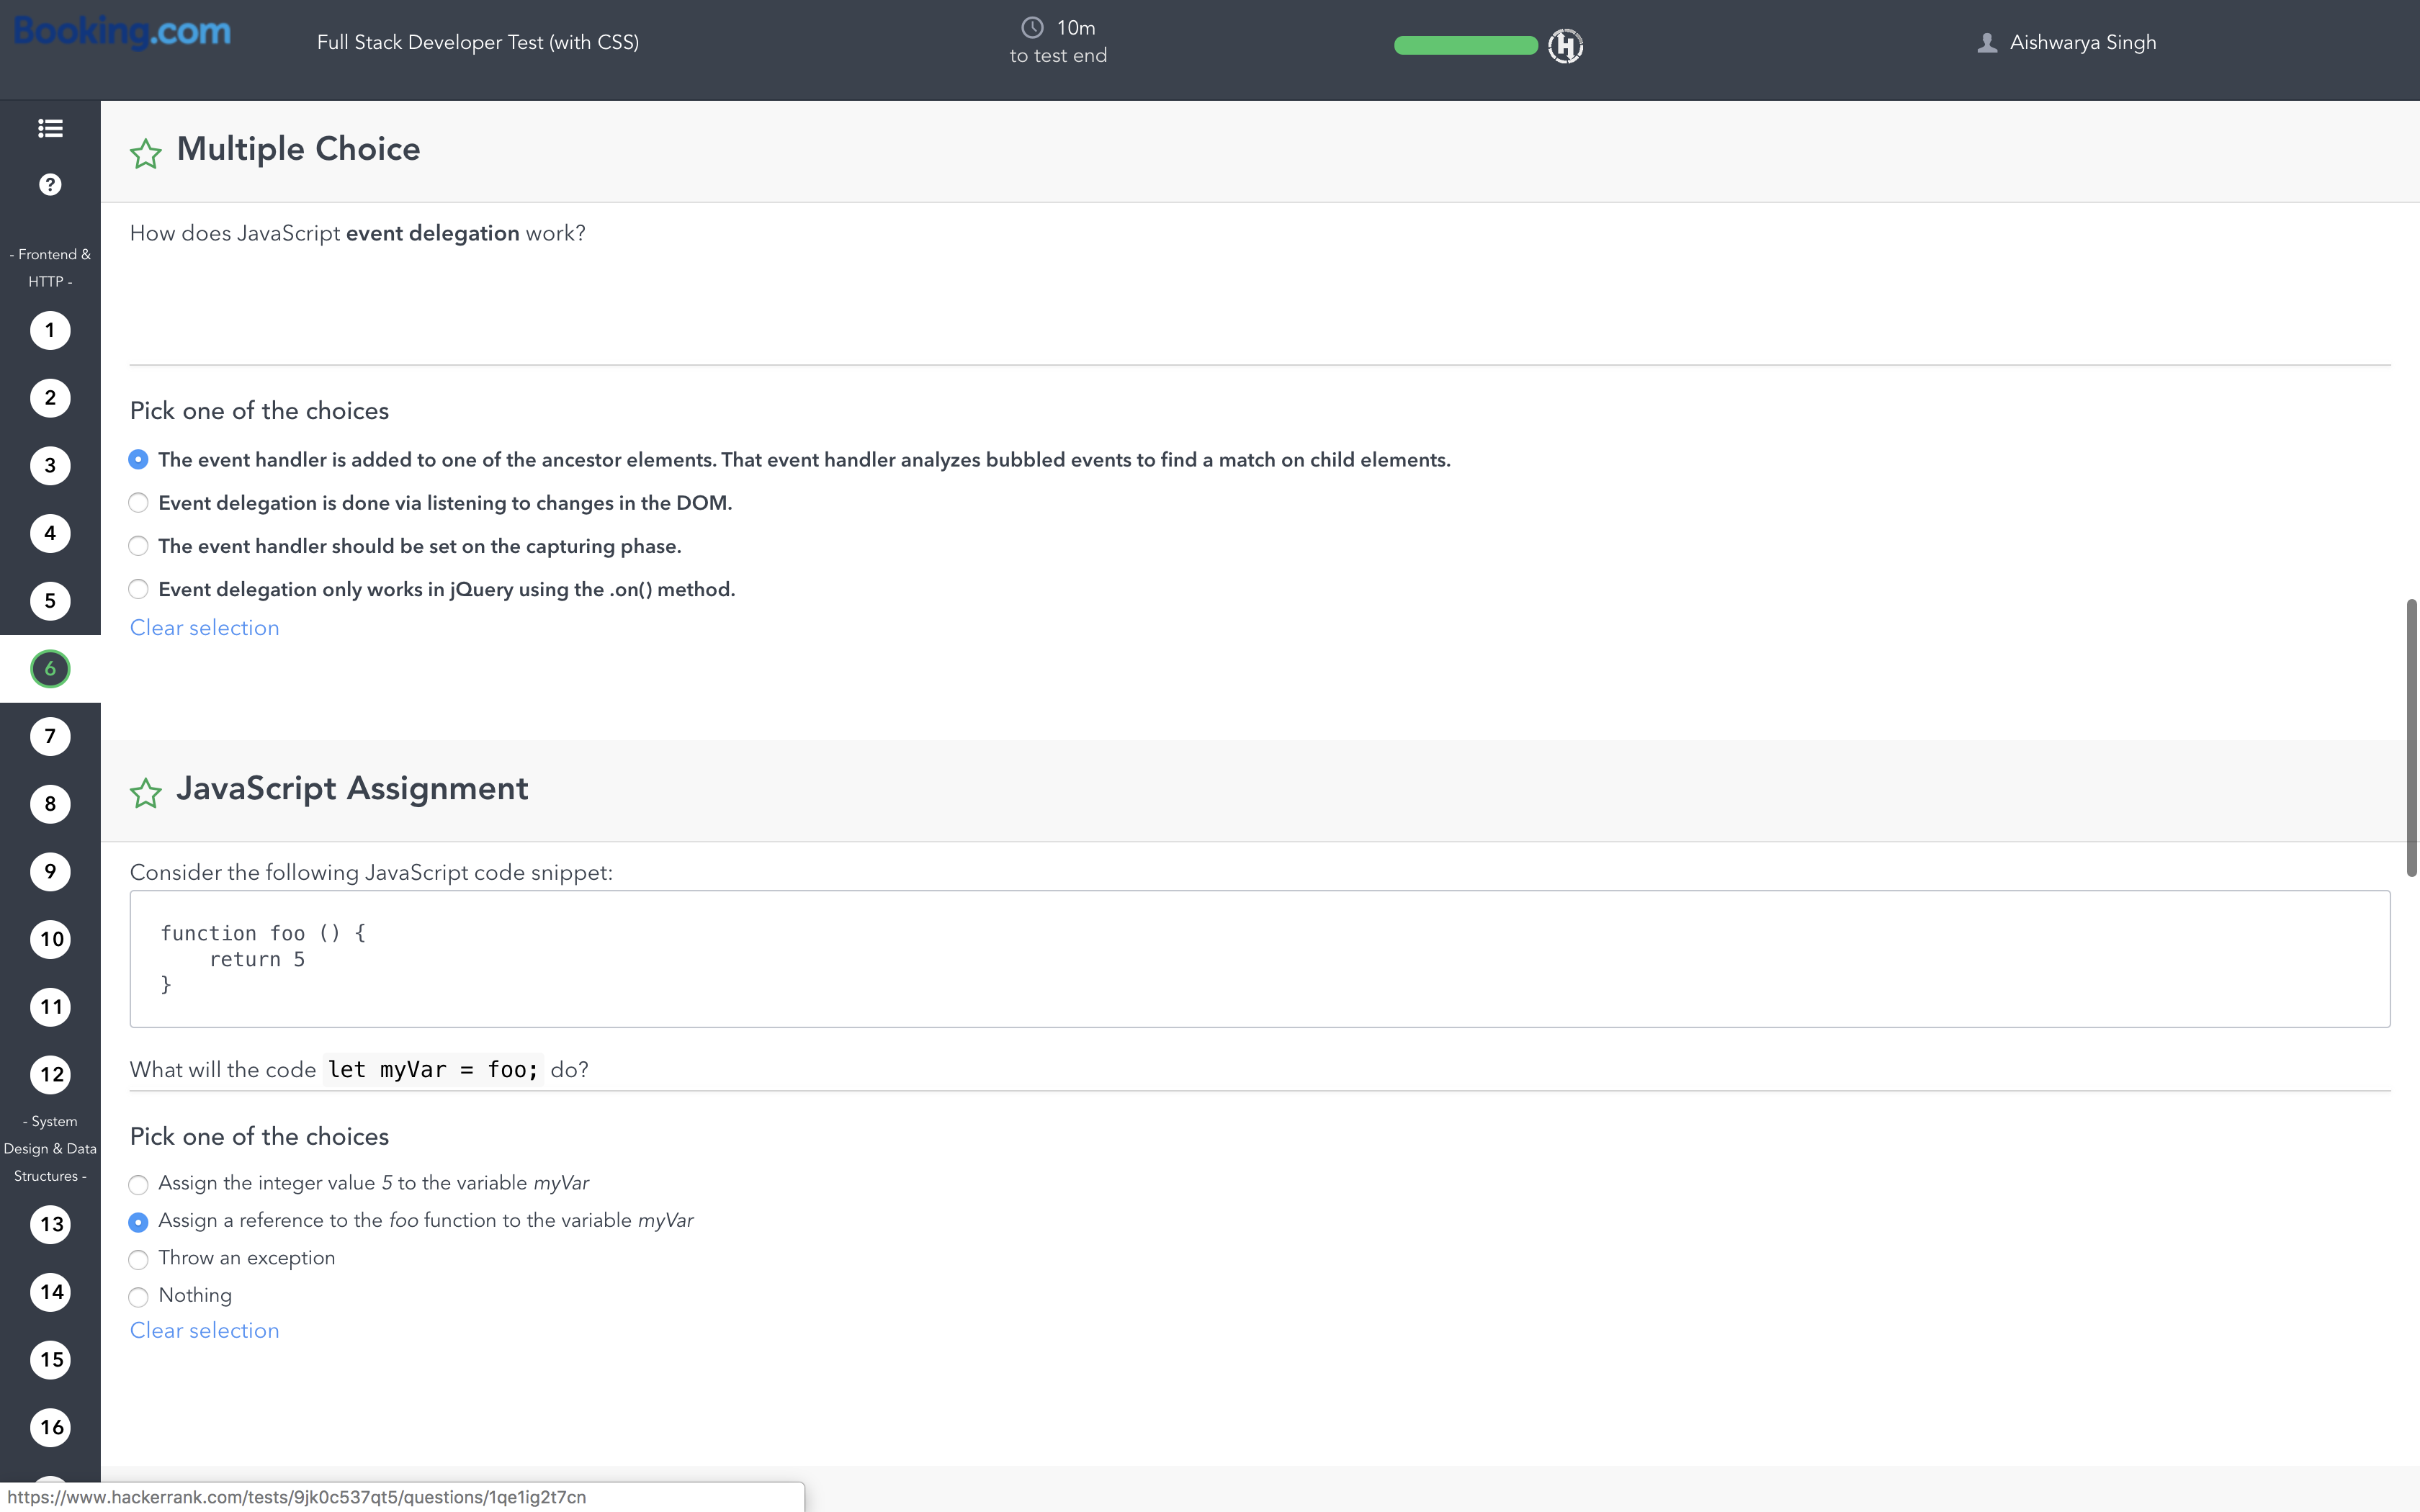 Booking.com
Full Stack Developer Test (with CSS)
10m
to test end
Aishwarya Singh
?
- Frontend &
HTTP -
1
2
3
4
5
6
7
8
9
10
11
12
- System
Design & Data
Structures -
13
14
15
16
Multiple Choice
How does JavaScript event delegation work?
Pick one of the choices
The event handler is added to one of the ancestor elements. That event handler analyzes bubbled events to find a match on child elements.
Event delegation is done via listening to changes in the DOM.
The event handler should be set on the capturing phase.
Event delegation only works in jQuery using the .on() method.
Clear selection
JavaScript Assignment
Consider the following JavaScript code snippet:
function foo () {
    return 5
}
What will the code let myVar = foo; do?
Pick one of the choices
Assign the integer value 5 to the variable myVar
Assign a reference to the foo function to the variable myVar
Throw an exception
Nothing
Clear selection
https://www.hackerrank.com/tests/9jk0c537qt5/questions/1qe1ig2t7cn